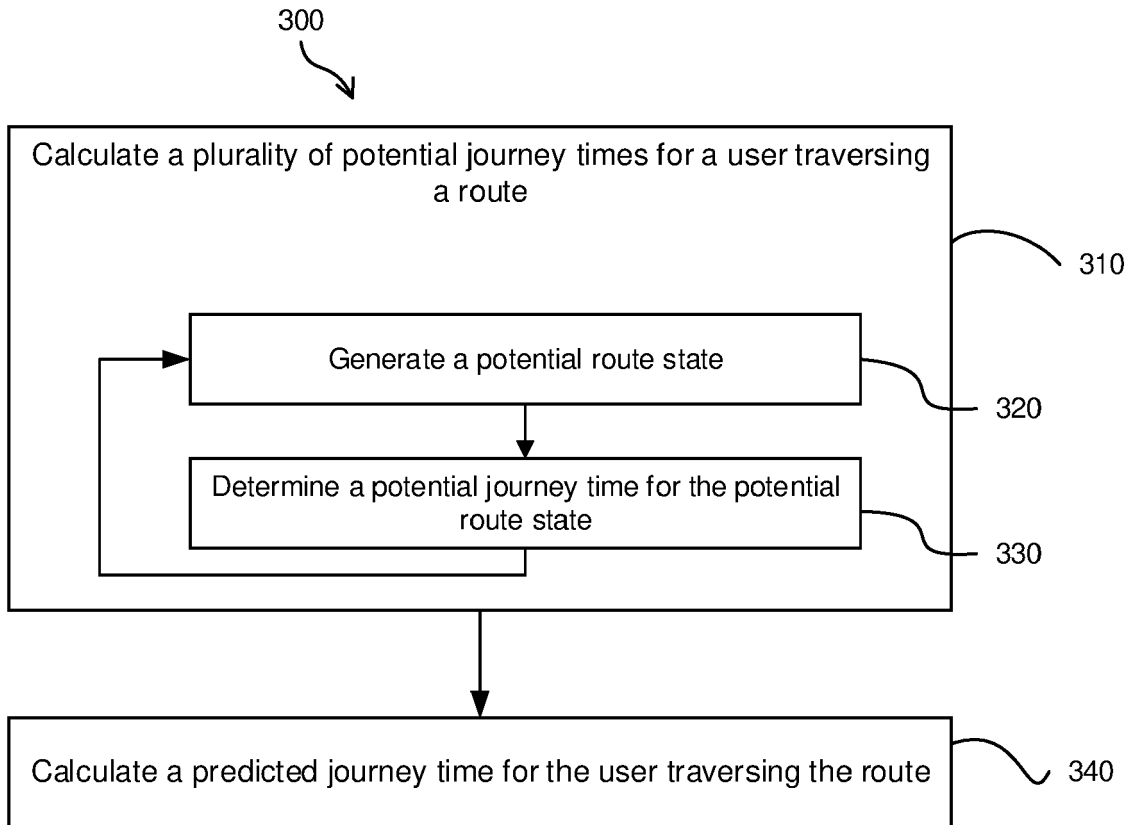 300
Calculate a plurality of potential journey times for a user traversing
a route
310
Generate a potential route state
320
Determine a potential journey time for the potential
route state
330
Calculate a predicted journey time for the user traversing the route
340